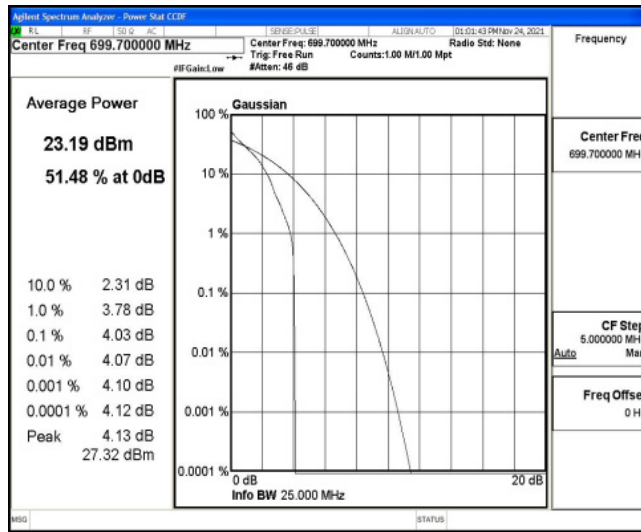 Agilent Spectrum Analyzer - Power Stat CCDF
RL RF 50 Ω AC SENSE:PULSE ALIGN AUTO 01:01:43 PM Nov 24, 2021
Center Freq 699.700000 MHz
Center Freq: 699.700000 MHz Radio Std: None
Trig: Free Run Counts:1.00 M/1.00 Mpt
#IFGain:Low #Atten: 46 dB
Frequency
Average Power
23.19 dBm
51.48 % at 0dB
10.0 % 2.31 dB
1.0 % 3.78 dB
0.1 % 4.03 dB
0.01 % 4.07 dB
0.001 % 4.10 dB
0.0001 % 4.12 dB
Peak 4.13 dB
27.32 dBm
Gaussian
100 %
10 %
1 %
0.1 %
0.01 %
0.001 %
0.0001 %
0 dB 20 dB
Info BW 25.000 MHz
Center Fre
699.700000 MH
CF Step
5.000000 MH
Auto Ma
Freq Offse
0 H
MSG STATUS